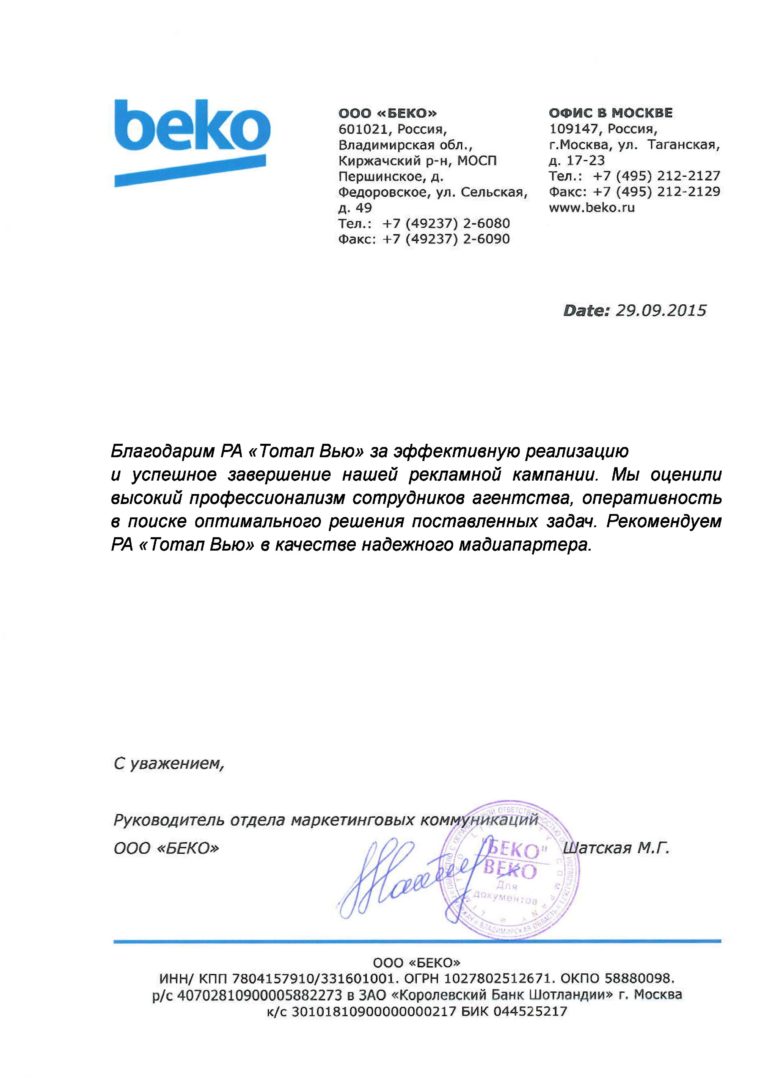 beko
ООО «БЕКО»
601021, Россия,
Владимирская обл.,
Киржачский р-н, МОСП
Першинское, д.
Федоровское, ул. Сельская,
д. 49
Тел.: +7 (49237) 2-6080
Факс: +7 (49237) 2-6090
ОФИС В МОСКВЕ
109147, Россия,
г.Москва, ул. Таганская,
д. 17-23
Тел.: +7 (495) 212-2127
Факс: +7 (495) 212-2129
www.beko.ru
Date: 29.09.2015
Благодарим РА «Тотал Вью» за эффективную реализацию
и успешное завершение нашей рекламной кампании. Мы оценили
высокий профессионализм сотрудников агентства, оперативность
в поиске оптимального решения поставленных задач. Рекомендуем
РА «Тотал Вью» в качестве надежного мадиапартера.
С уважением,
Руководитель отдела маркетинговых коммуникаций
ООО «БЕКО»
Шатская М.Г.
"БЕКО"
BEKO
Для
документов
ООО «БЕКО»
ИНН/ КПП 7804157910/331601001. ОГРН 1027802512671. ОКПО 58880098.
р/с 40702810900005882273 в ЗАО «Королевский Банк Шотландии» г. Москва
к/с 30101810900000000217 БИК 044525217